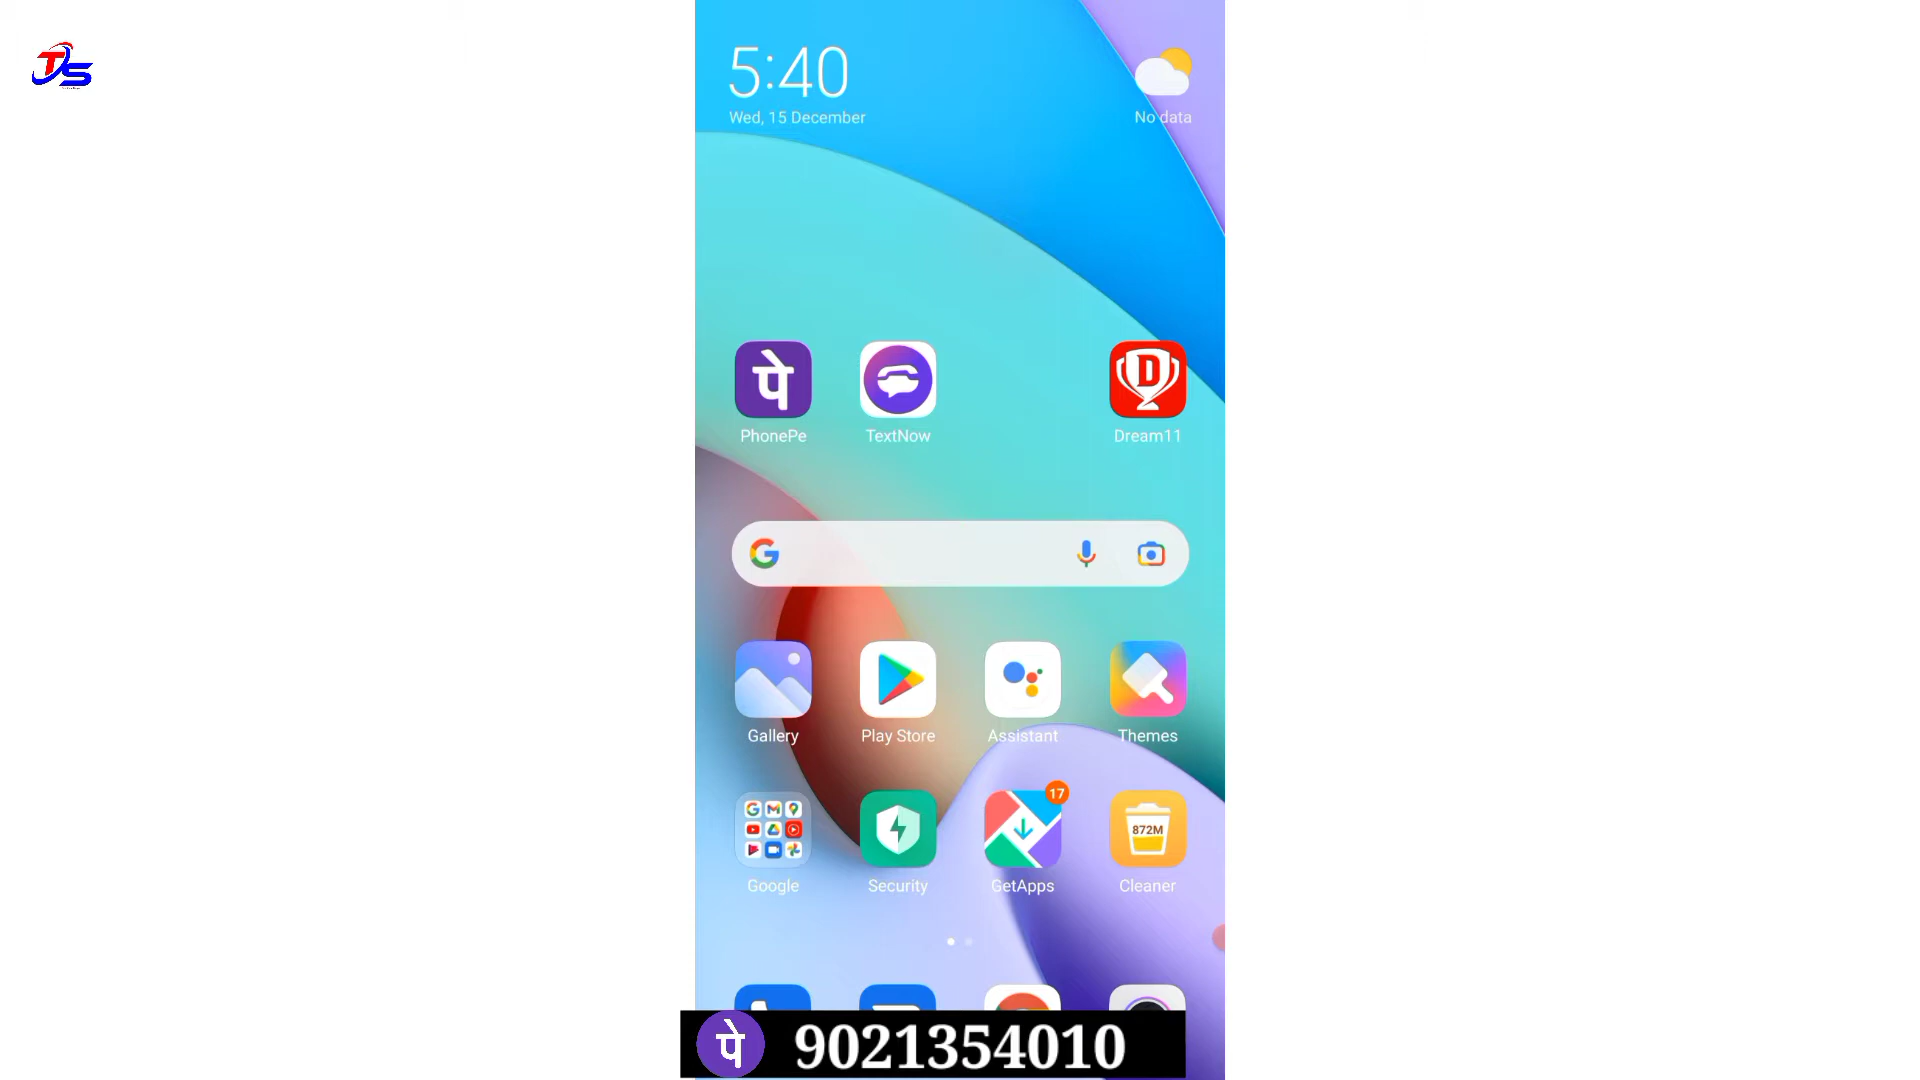 TS
5:40
Wed, 15 December
No data
पे
D
PhonePe
TextNow
Dream11
G
Gallery
Play Store
Assistant
Themes
17
872M
Google
Security
GetApps
Cleaner
पे 9021354010